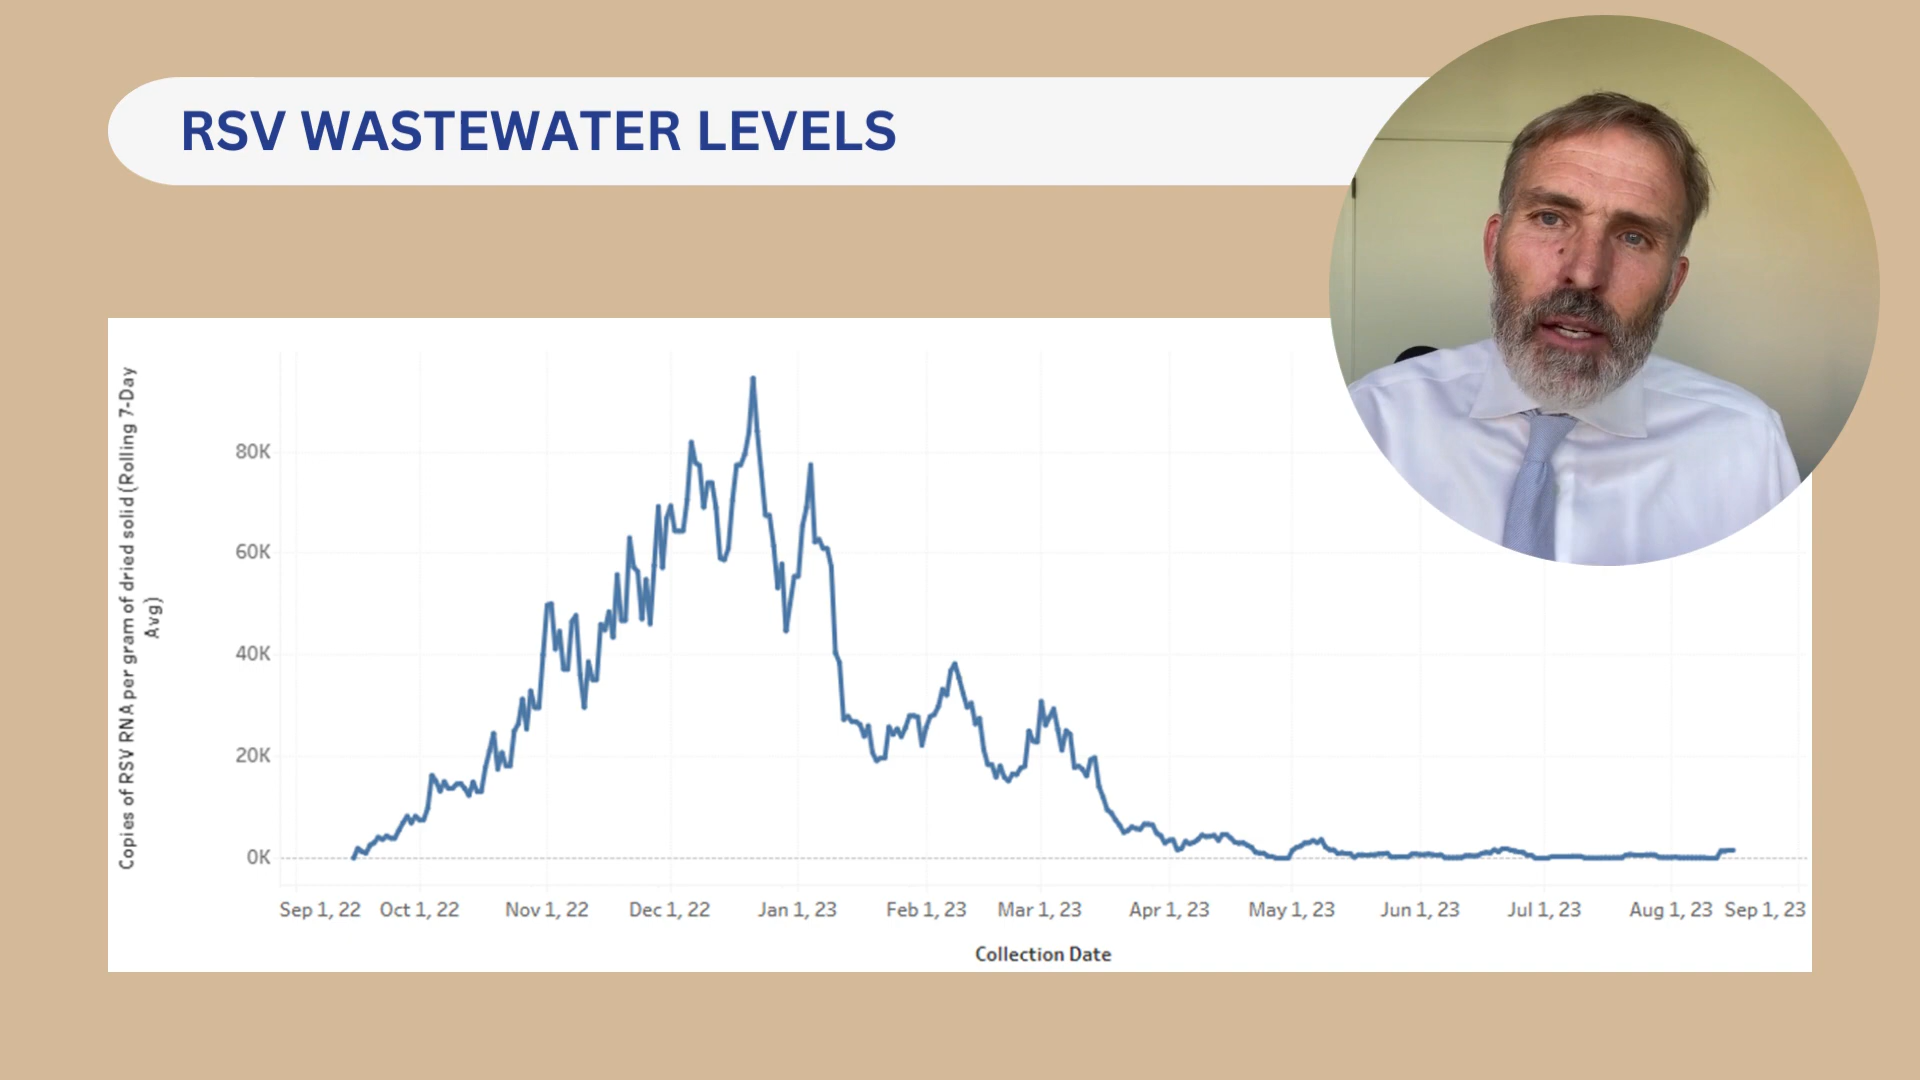 RSV WASTEWATER LEVELS
Copies of RSV RNA per gram of dried solid (Rolling 7-Day
Avg)
80K
60K
40K
20K
0K
Sep 1, 22 Oct 1, 22 Nov 1, 22 Dec 1, 22 Jan 1, 23 Feb 1, 23 Mar 1, 23 Apr 1, 23 May 1, 23 Jun 1, 23 Jul 1, 23 Aug 1, 23 Sep 1, 23
Collection Date